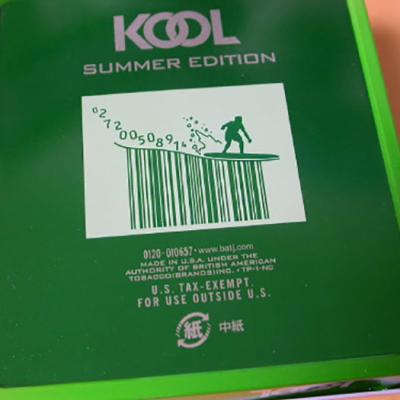 KOOL
SUMMER EDITION
0120-010657 • www.batj.com
MADE IN U.S.A. UNDER THE
AUTHORITY OF BRITISH AMERICAN
TOBACCO(BRANDS)INC. • TP-1-NC
U.S. TAX-EXEMPT.
FOR USE OUTSIDE U.S.
紙 中紙